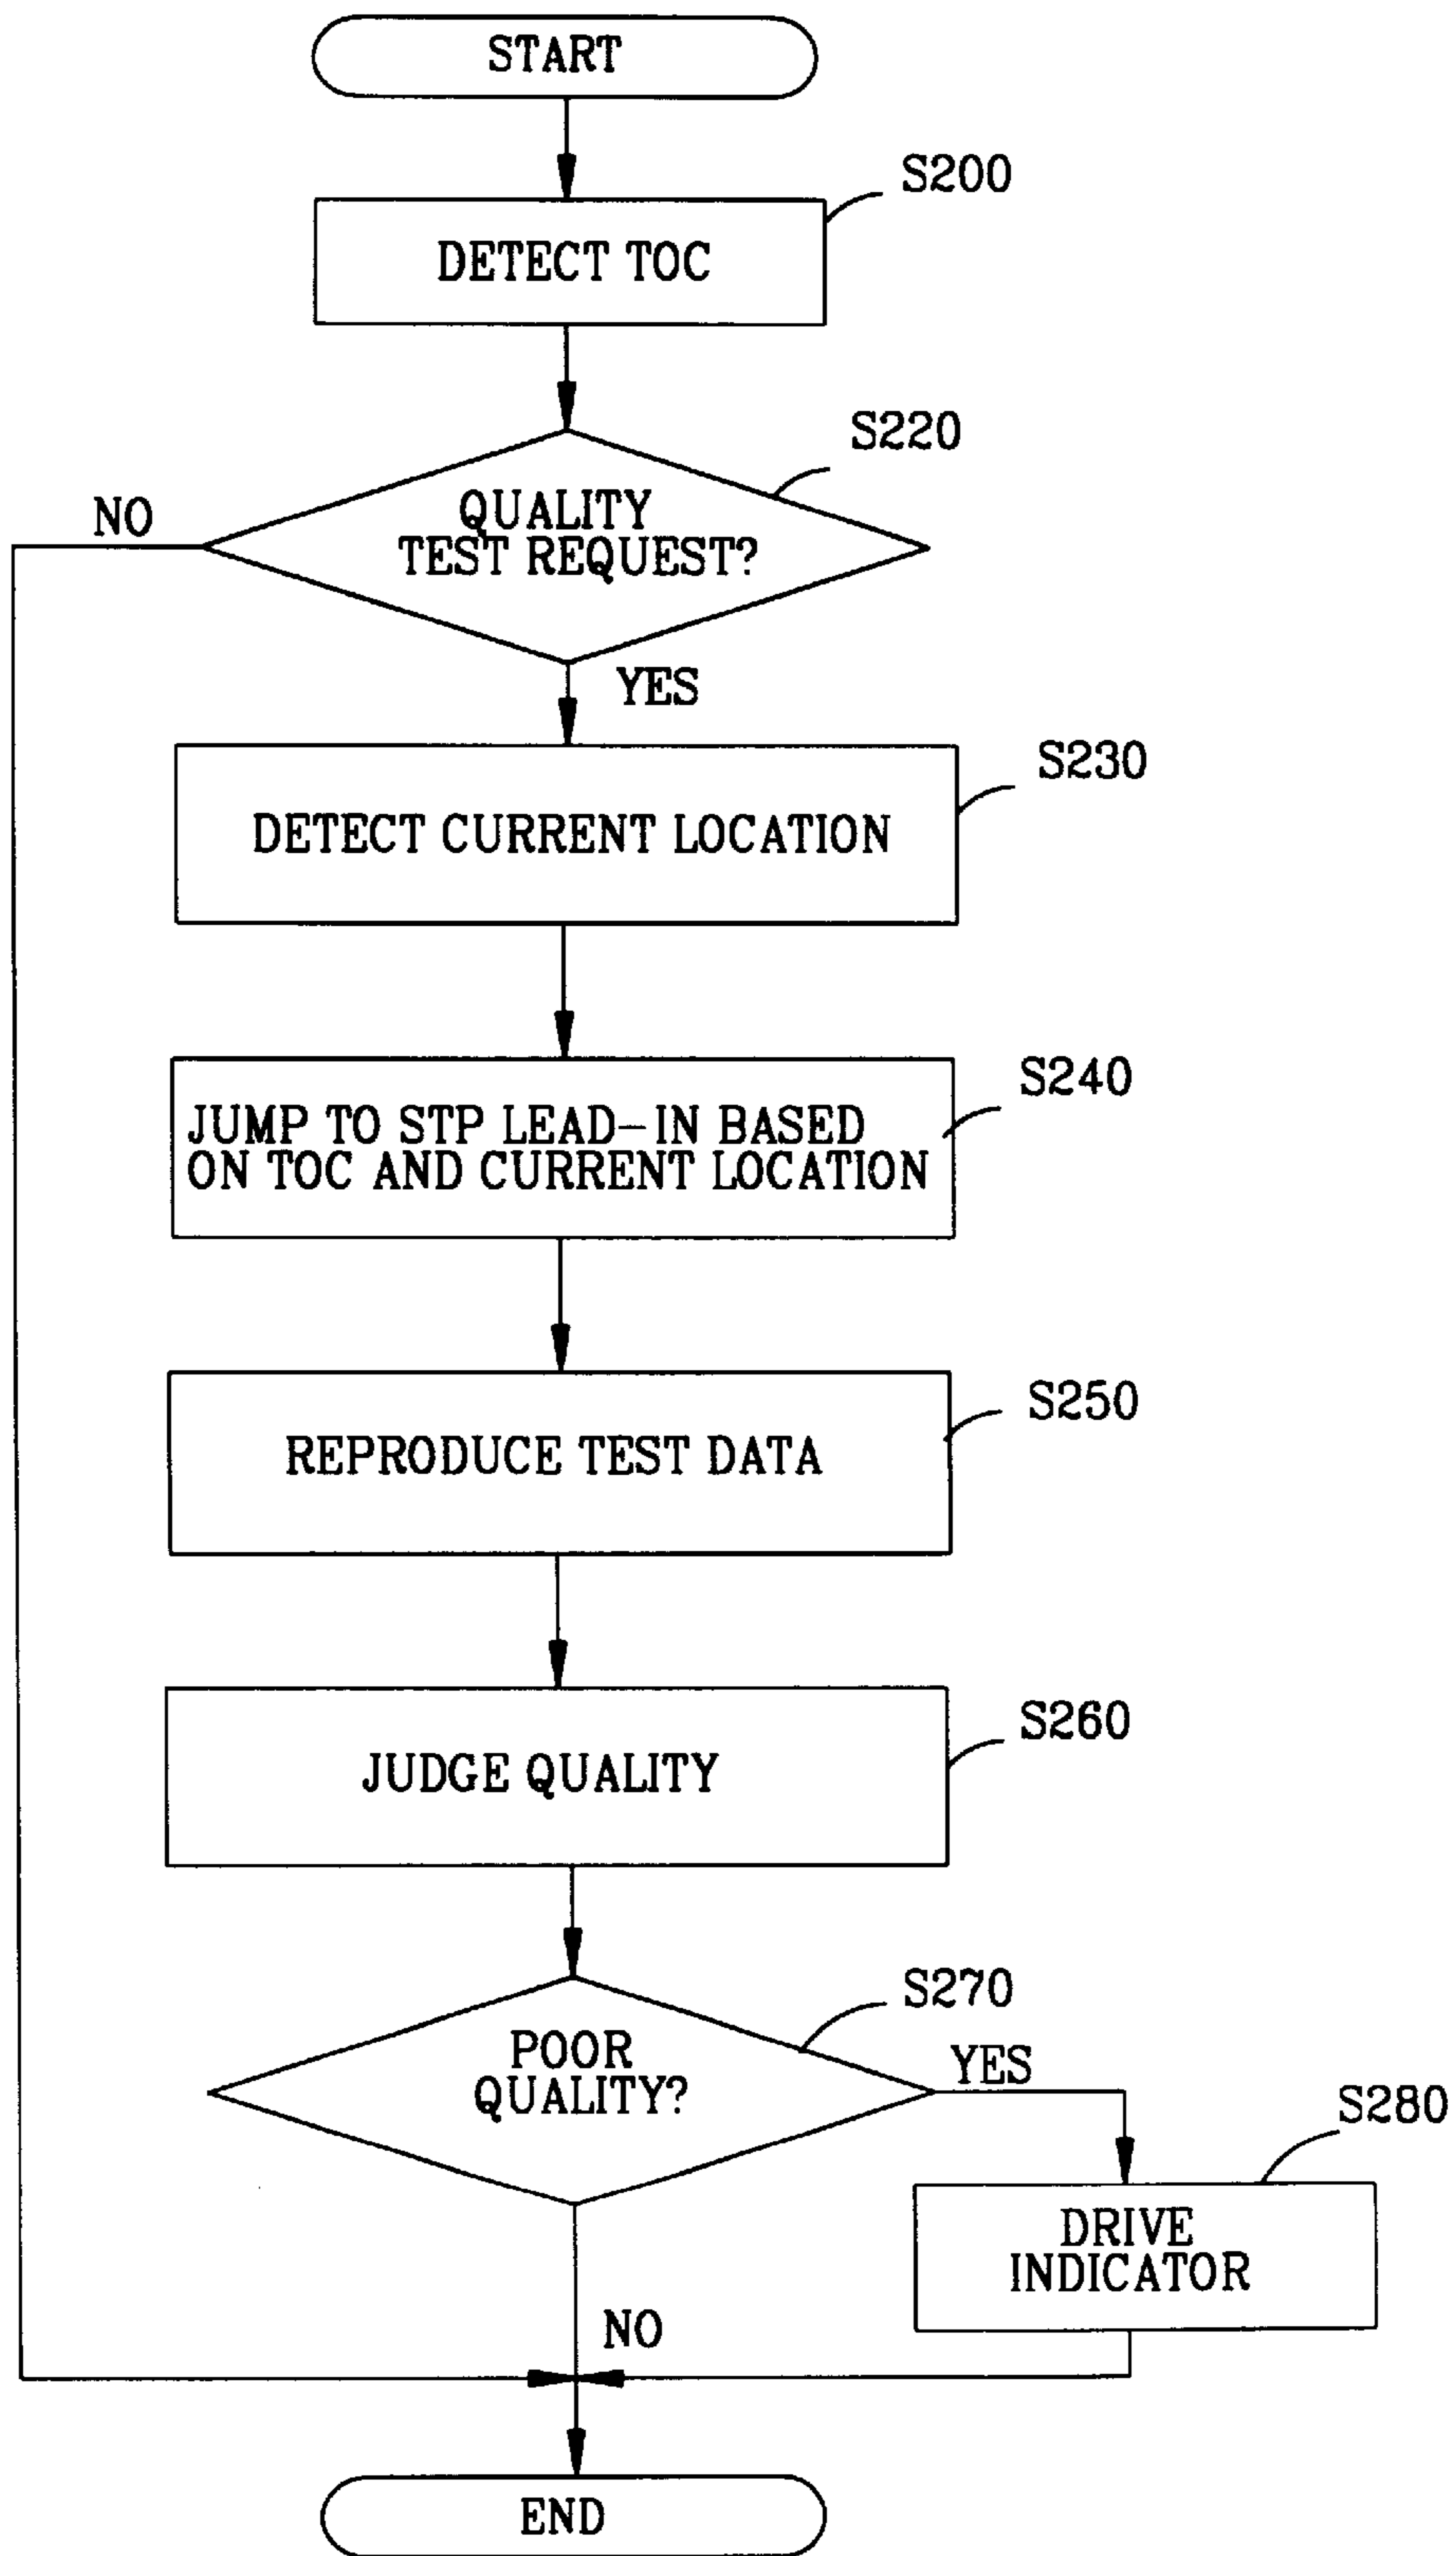 START
S200
DETECT TOC
S220
NO
QUALITY
TEST REQUEST?
YES
S230
DETECT CURRENT LOCATION
S240
JUMP TO STP LEAD-IN BASED
ON TOC AND CURRENT LOCATION
S250
REPRODUCE TEST DATA
S260
JUDGE QUALITY
S270
POOR
QUALITY?
YES
S280
DRIVE
INDICATOR
NO
END